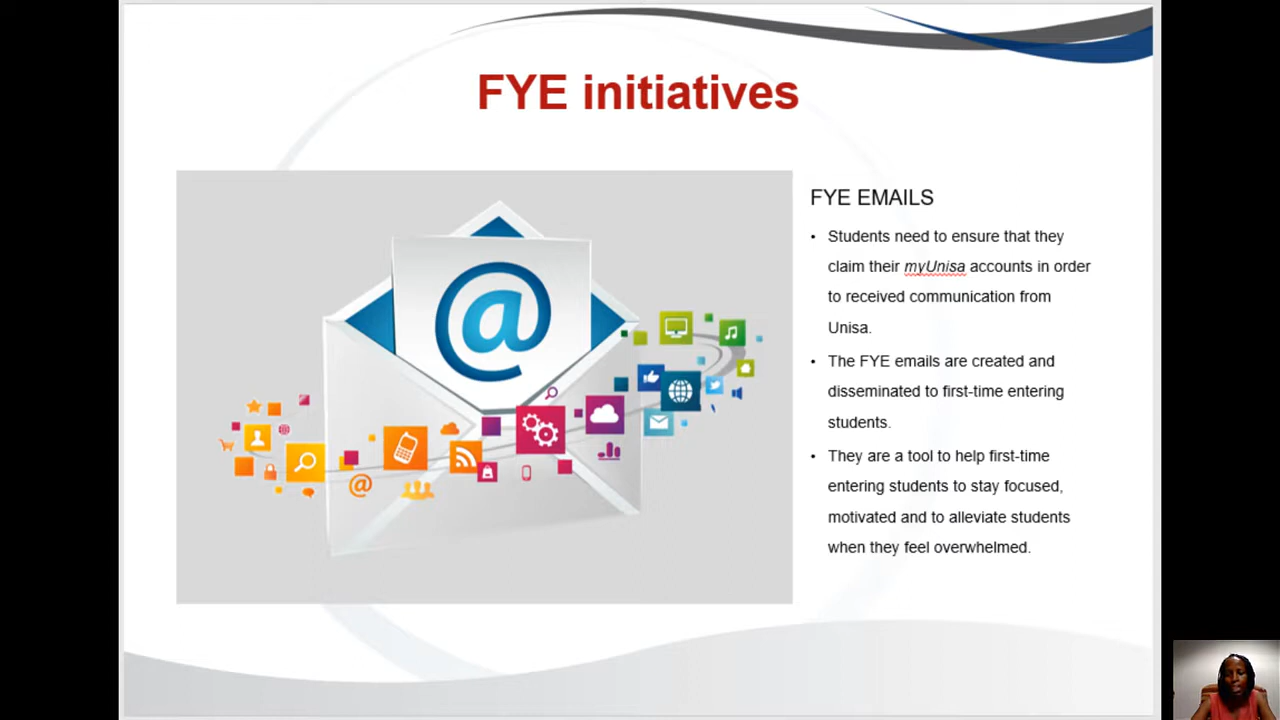 FYE initiatives
@
FYE EMAILS
• Students need to ensure that they
claim their myUnisa accounts in order
to received communication from
Unisa.
• The FYE emails are created and
disseminated to first-time entering
students.
• They are a tool to help first-time
entering students to stay focused,
motivated and to alleviate students
when they feel overwhelmed.
@